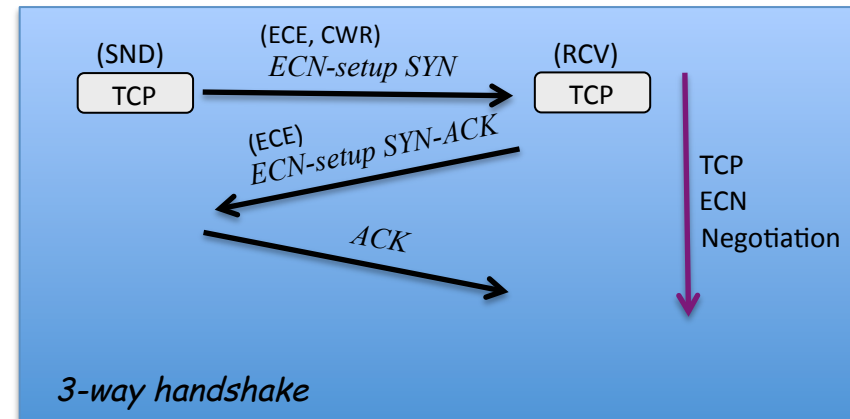 (SND)
(ECE, CWR)
(RCV)
ECN-setup SYN
TCP
TCP
(ECE)
ECN-setup SYN-ACK
TCP
ECN
Negotiation
ACK
3-way handshake